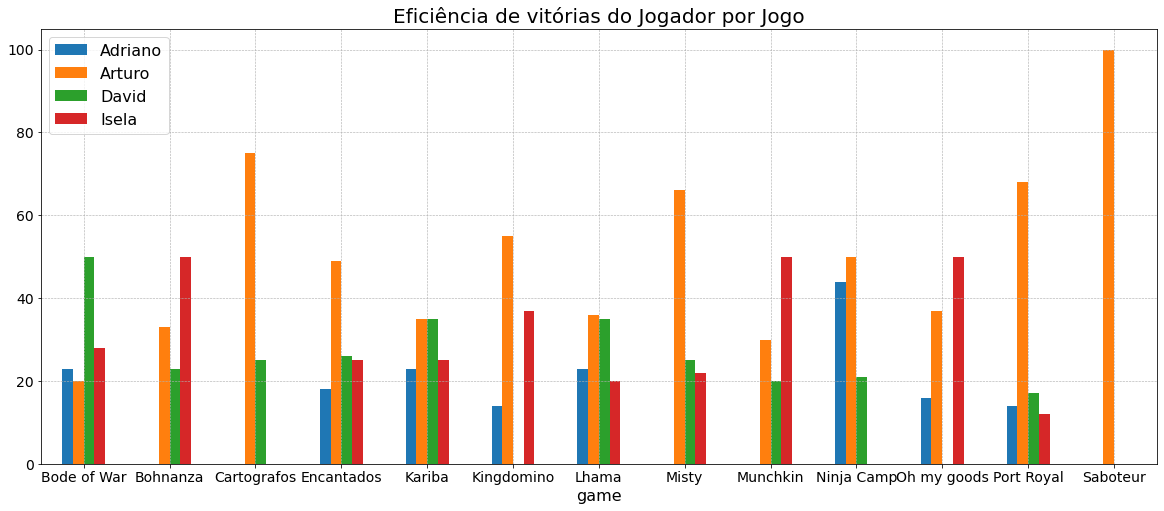 Eficiência de vitórias do Jogador por Jogo
Adriano
Arturo
David
Isela
100
80
60
40
20
0
Bode of War Bohnanza Cartografos Encantados Kariba Kingdomino Lhama Misty Munchkin Ninja Camp Oh my goods Port Royal Saboteur
game